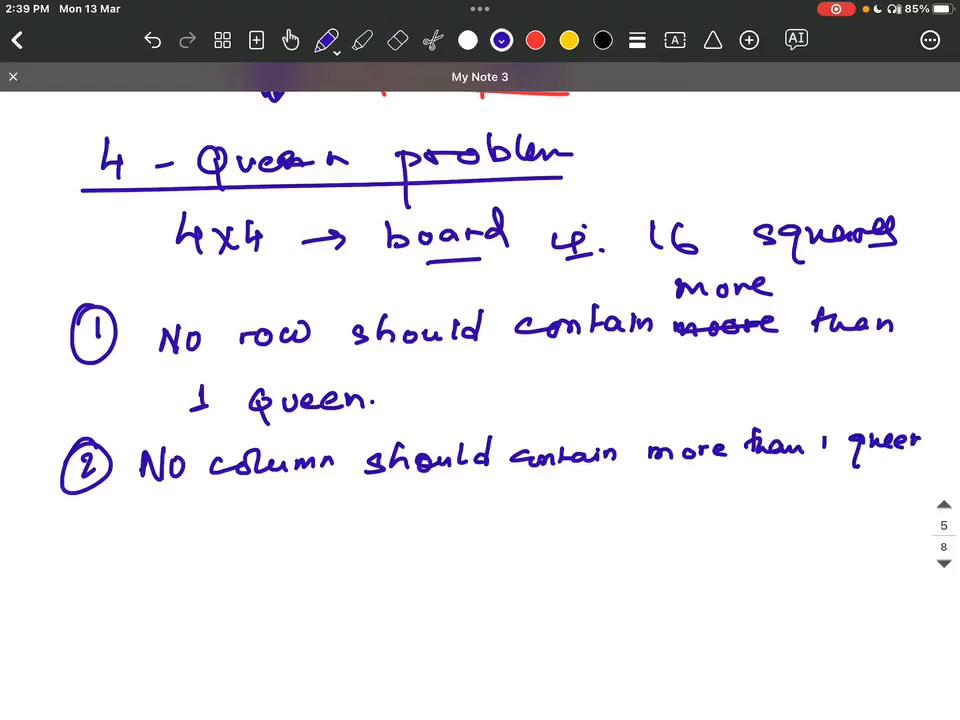 2:39 PM Mon 13 Mar
85%
AI
My Note 3
4 - Queen problem
4x4 → board i.e. 16 squares
more
1 No row should contain more than
1 Queen.
2 No column should contain more than 1 queen
5
8